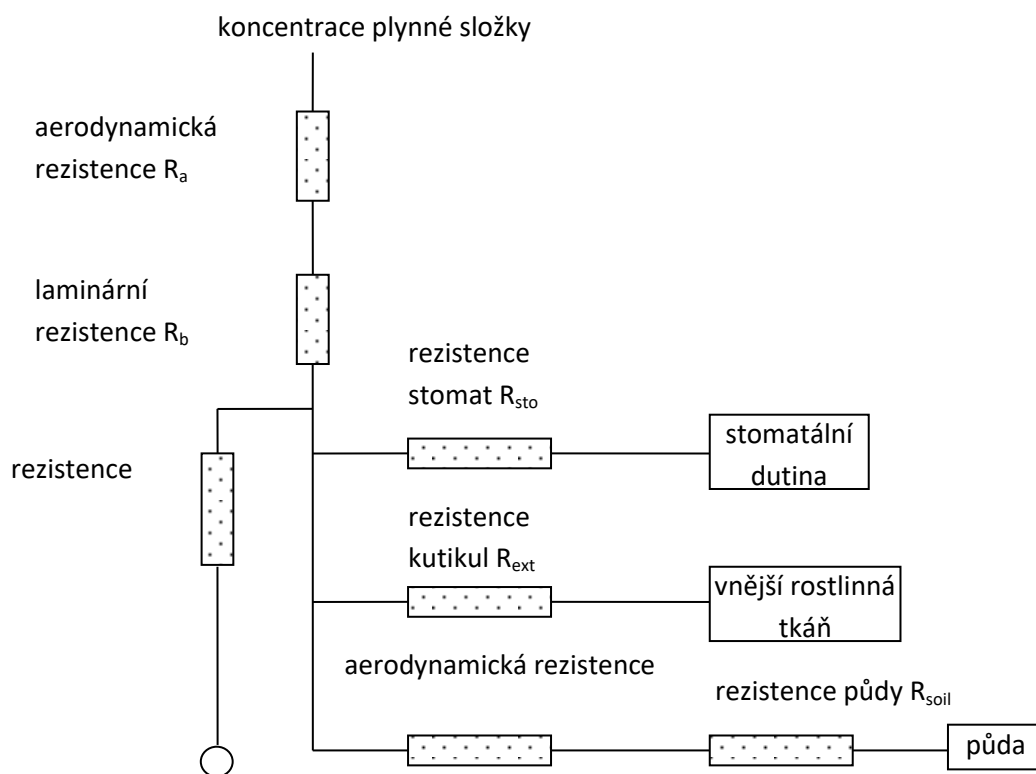 koncentrace plynné složky
aerodynamická
rezistence Ra
laminární
rezistence Rb
rezistence
stomat Rsto
stomatální
dutina
rezistence
rezistence
kutikul Rext
vnější rostlinná
tkáň
aerodynamická rezistence
rezistence půdy Rsoil
půda